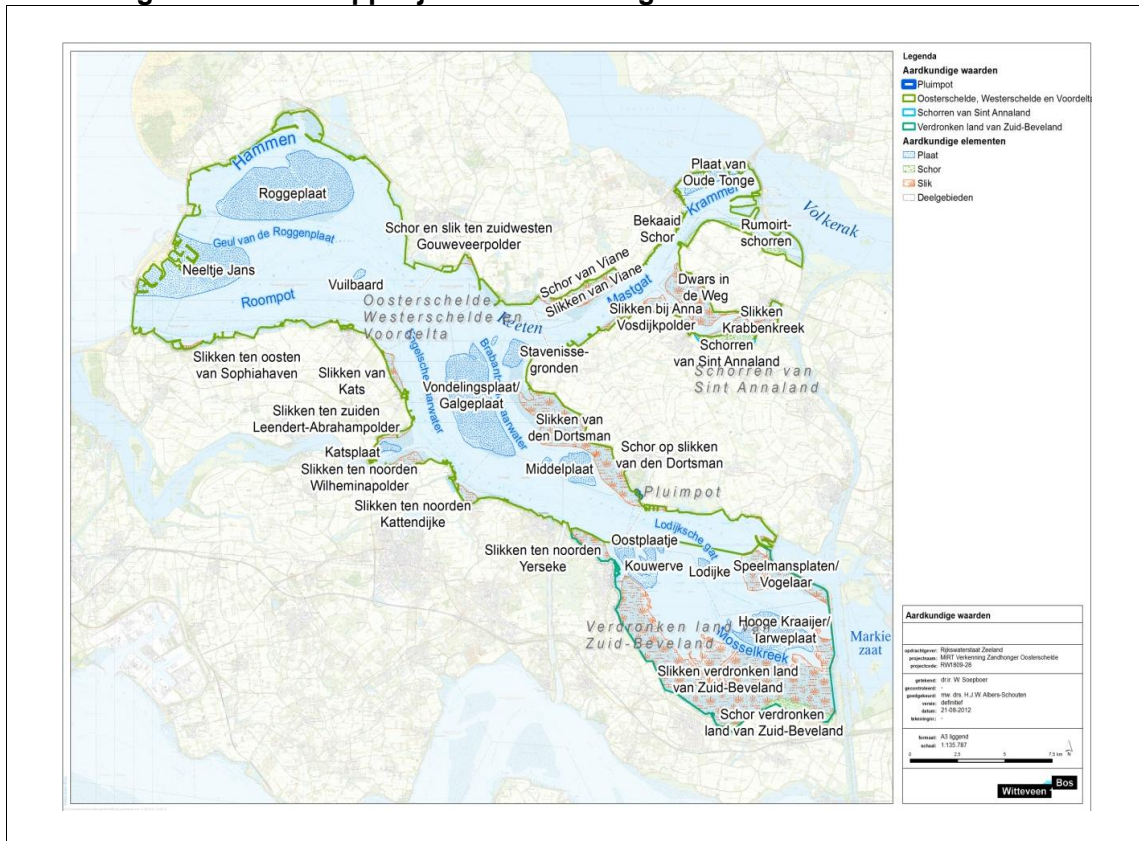 Hammen
Roggeplaat
Geul van de Roggenplaat
Neeltje Jans
Roompot
Vuilbaard
Schor en slik ten zuidwesten
Gouweveerpolder
Oosterschelde,
Westerschelde en
Voordelta
Keeten
Schor van Viane
Slikken van Viane
Mastgat
Bekaaid
Schor
Plaat van
Oude Tonge
Krammer
Volkerak
Rumoirt-
schorren
Dwars in
de Weg
Slikken bij Anna
Vosdijkpolder
Slikken
Krabbenkreek
Schorren
van Sint Annaland
Schorren van
Sint Annaland
Stavenisse-
gronden
Slikken ten oosten
van Sophiahaven
Slikken van
Kats
Slikken ten zuiden
Leendert-Abrahampolder
Katsplaat
Slikken ten noorden
Wilheminapolder
Slikken ten noorden
Kattendijke
Vondelingsplaat/
Galgeplaat
Slikken van
den Dortsman
Middelplaat
Schor op slikken
van den Dortsman
Pluimpot
Lodijksche gat
Slikken ten noorden
Yerseke
Oostplaatje
Kouwerve
Lodijke
Speelmansplaten/
Vogelaar
Verdronken land van
Zuid-Beveland
Hooge Kraaijer/
Tarweplaat
Mosselkreek
Markie
zaat
Slikken verdronken land
van Zuid-Beveland
Schor verdronken
land van Zuid-Beveland
Legenda
Aardkundige waarden
Pluimpot
Oosterschelde, Westerschelde en Voordelta
Schorren van Sint Annaland
Verdronken land van Zuid-Beveland
Aardkundige elementen
Plaat
Schor
Slik
Deelgebieden
Aardkundige waarden
opdrachtgever: Rijkswaterstaat Zeeland
projectnaam: MIRT Verkenning Zandhonger Oosterschelde
projectcode: RW1809-28
getekend: dr.ir. W. Soepboer
gecontroleerd: -
goedgekeurd: mw. drs. H.J.W. Albers-Schouten
versie: definitief
datum: 21-08-2012
tekeningnr.: -
formaat: A3 liggend
schaal: 1:135.787
0 2,5 5 7,5 km
N
Witteveen Bos